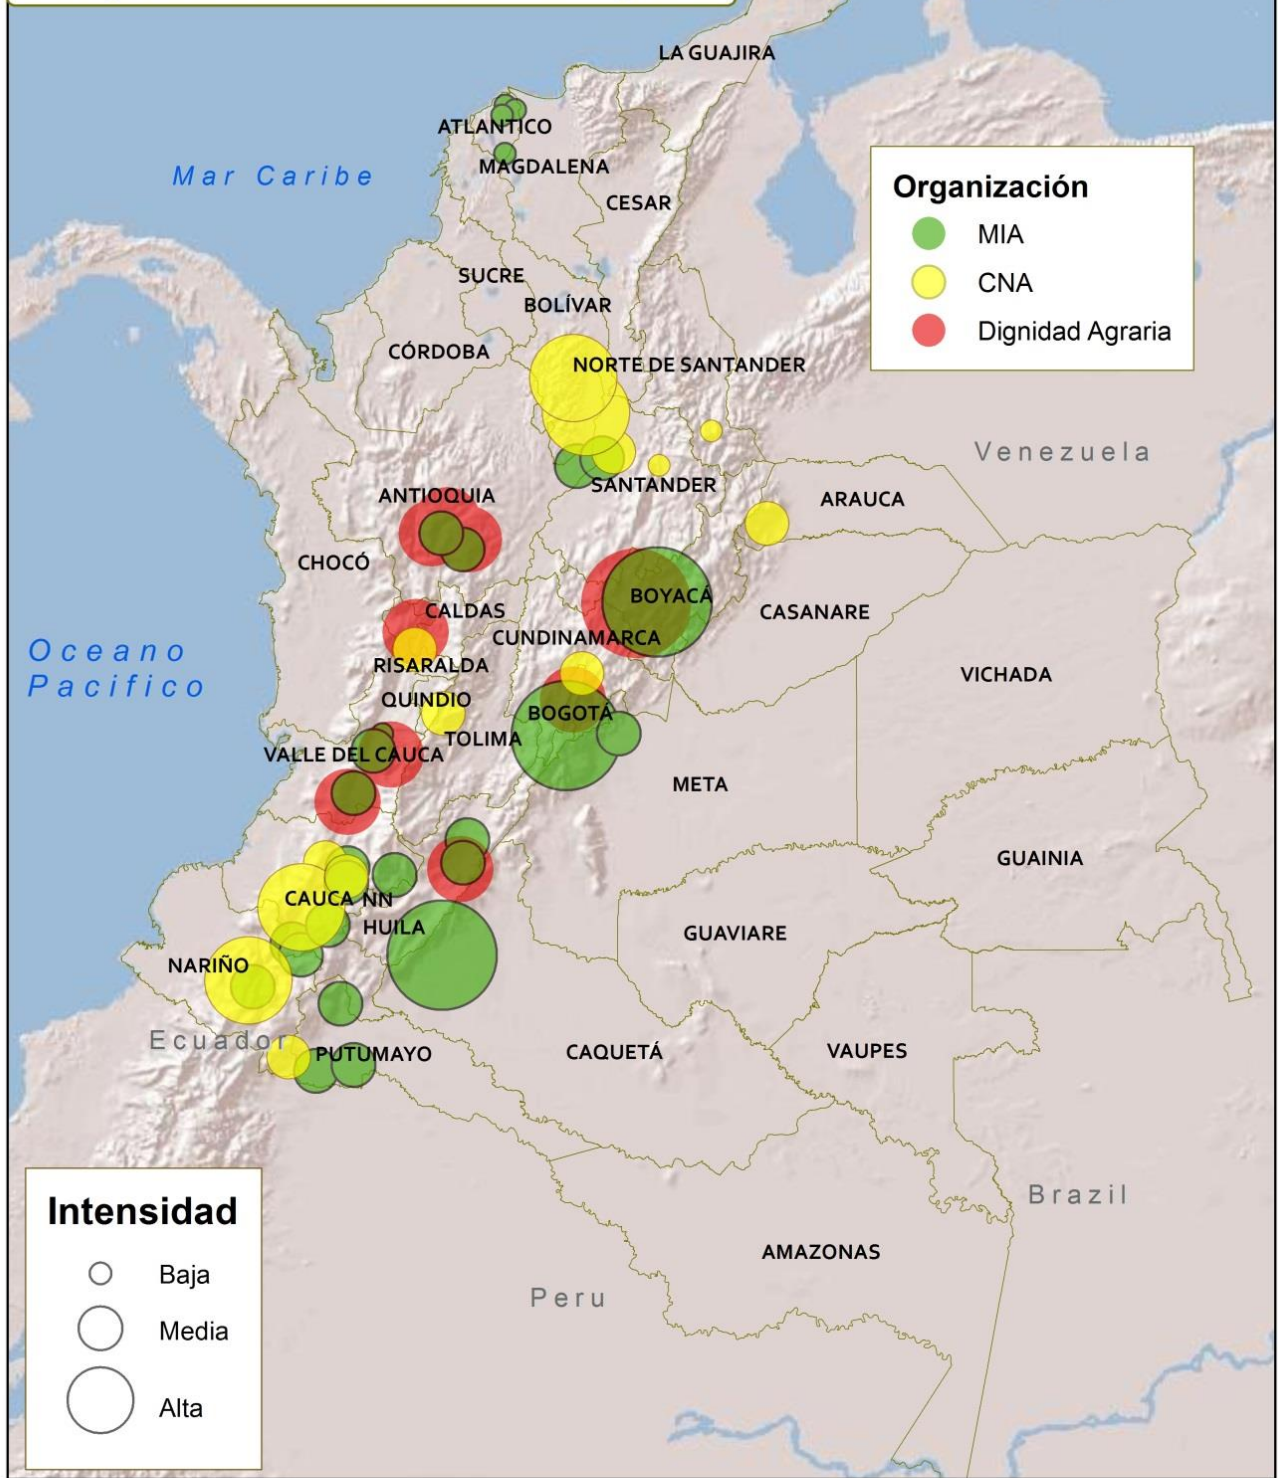 LA GUAJIRA
ATLANTICO
MAGDALENA
Mar Caribe
CESAR
Organización
MIA
CNA
Dignidad Agraria
SUCRE
BOLÍVAR
CÓRDOBA
NORTE DE SANTANDER
Venezuela
SANTANDER
ANTIOQUIA
ARAUCA
CHOCÓ
BOYACÁ
CALDAS
CASANARE
CUNDINAMARCA
Oceano
Pacifico
RISARALDA
VICHADA
QUINDIO
BOGOTÁ
TOLIMA
VALLE DEL CAUCA
META
GUAINIA
CAUCA
NN
HUILA
GUAVIARE
NARIÑO
Ecuador
PUTUMAYO
CAQUETÁ
VAUPES
Brazil
AMAZONAS
Peru
Intensidad
Baja
Media
Alta